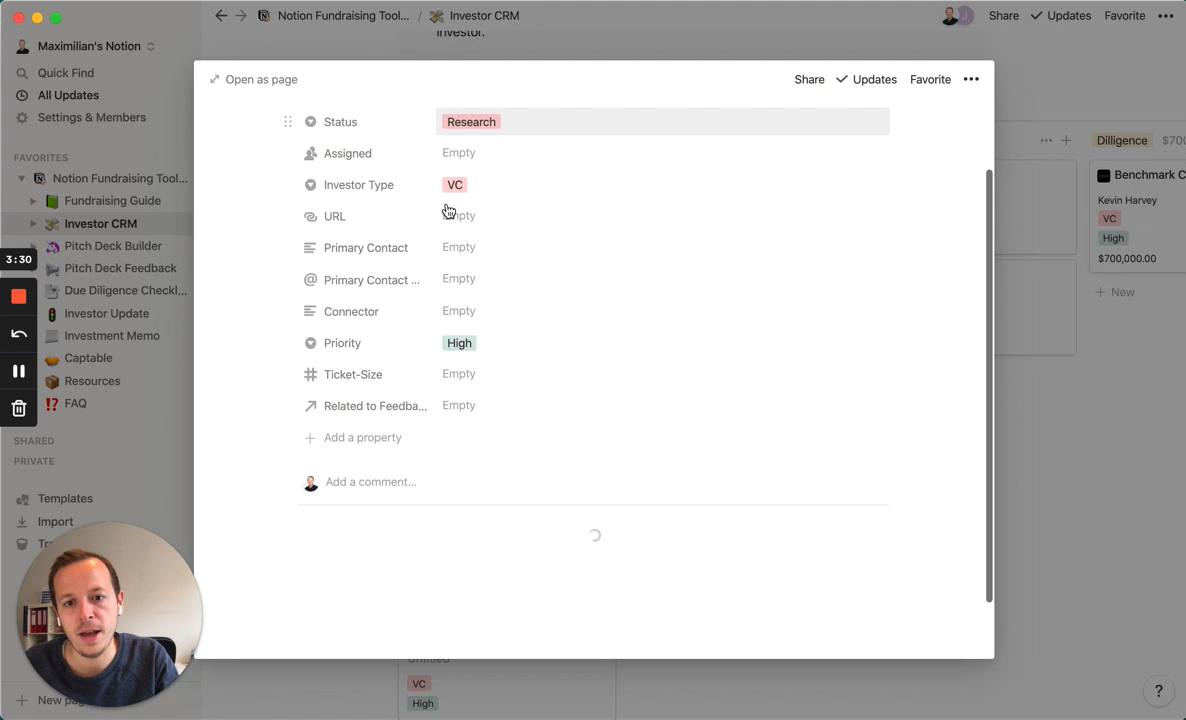 Notion Fundraising Tool... / Investor CRM
J
Share
Updates
Favorite
investor.
Maximilian's Notion
Quick Find
All Updates
Settings & Members
FAVORITES
Notion Fundraising Tool...
Fundraising Guide
Investor CRM
Pitch Deck Builder
Pitch Deck Feedback
Due Diligence Checkl...
Investor Update
Investment Memo
Captable
Resources
FAQ
SHARED
PRIVATE
Templates
Import
3:30
Open as page
Share
Updates
Favorite
Status
Research
Assigned
Empty
Investor Type
VC
URL
Primary Contact
Empty
Primary Contact ...
Empty
Connector
Empty
Priority
High
Ticket-Size
Empty
Related to Feedba...
Empty
Add a property
Add a comment...
Dilligence
$700
Benchmark C
Kevin Harvey
VC
High
$700,000.00
New
Untitled
VC
High
?